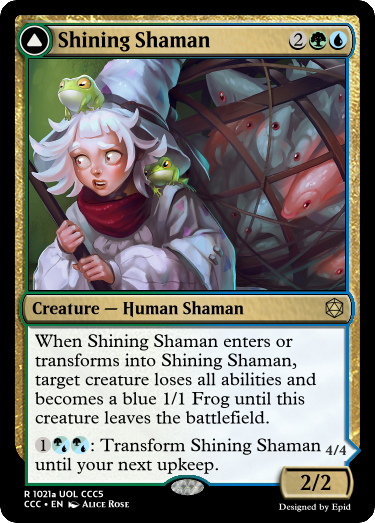 Shining Shaman 2
Creature — Human Shaman
When Shining Shaman enters or
transforms into Shining Shaman,
target creature loses all abilities and
becomes a blue 1/1 Frog until this
creature leaves the battlefield.
1 : Transform Shining Shaman
until your next upkeep.
4/4
2/2
R 1021a UOL CCC5
CCC • EN Alice Rose
Designed by Epid